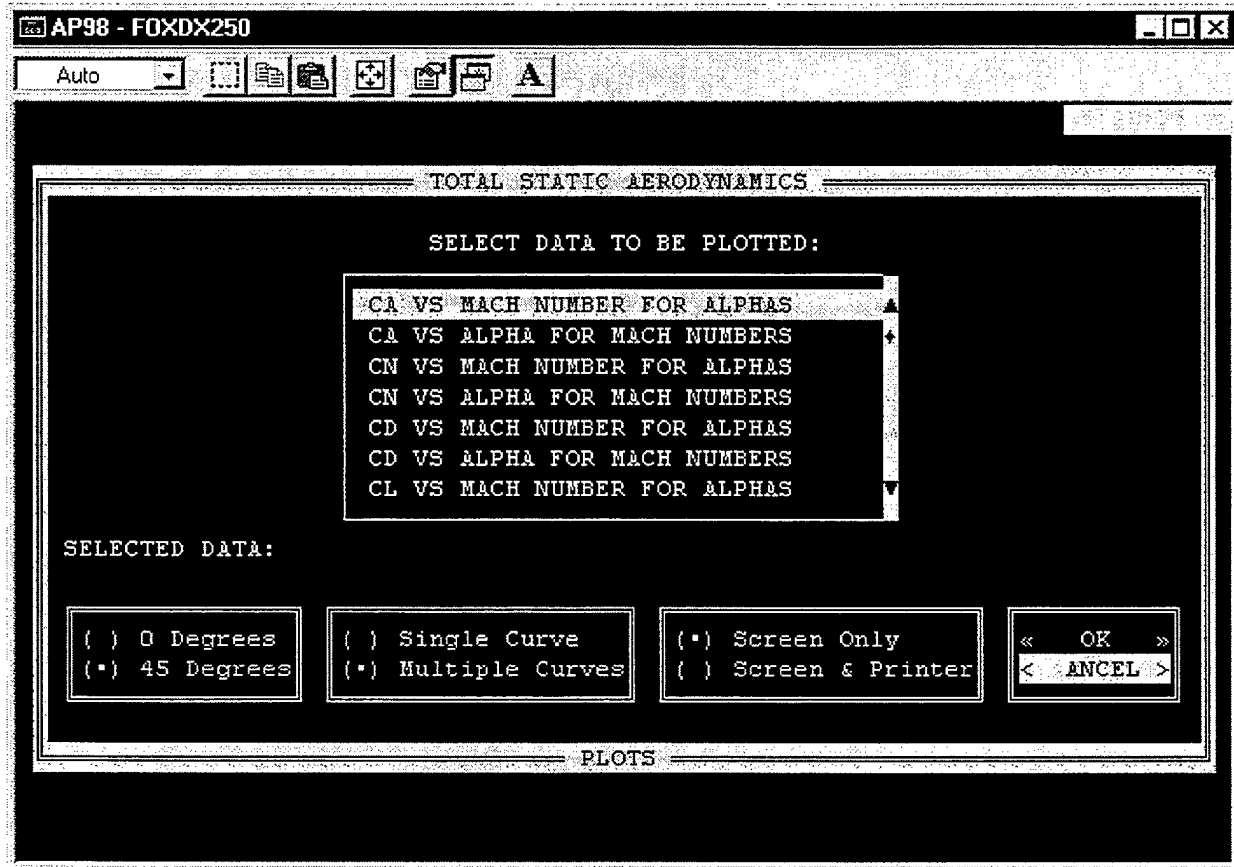 AP98 - FOXDX250
Auto
A
TOTAL STATIC AERODYNAMICS
SELECT DATA TO BE PLOTTED:
CA VS MACH NUMBER FOR ALPHAS
CA VS ALPHA FOR MACH NUMBERS
CN VS MACH NUMBER FOR ALPHAS
CN VS ALPHA FOR MACH NUMBERS
CD VS MACH NUMBER FOR ALPHAS
CD VS ALPHA FOR MACH NUMBERS
CL VS MACH NUMBER FOR ALPHAS
SELECTED DATA:
( ) 0 Degrees
(•) 45 Degrees
( ) Single Curve
(•) Multiple Curves
(•) Screen Only
( ) Screen & Printer
« OK »
< ANCEL >
PLOTS